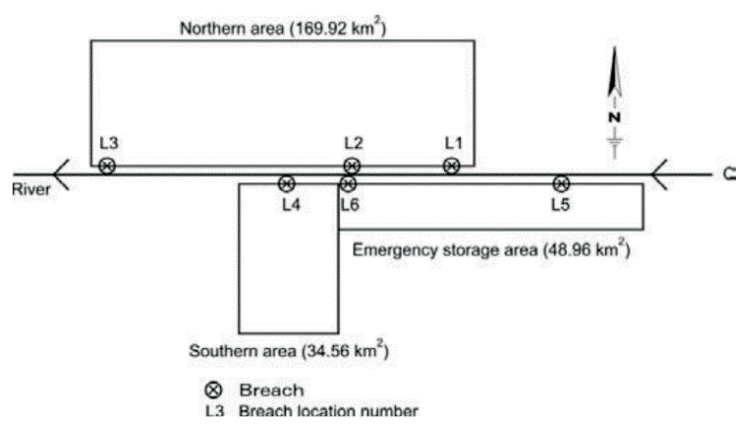 Northern area (169.92 km²)
N
L3 L2 L1
River
L4 L6 L5
Emergency storage area (48.96 km²)
Southern area (34.56 km²)
Breach
L3 Breach location number